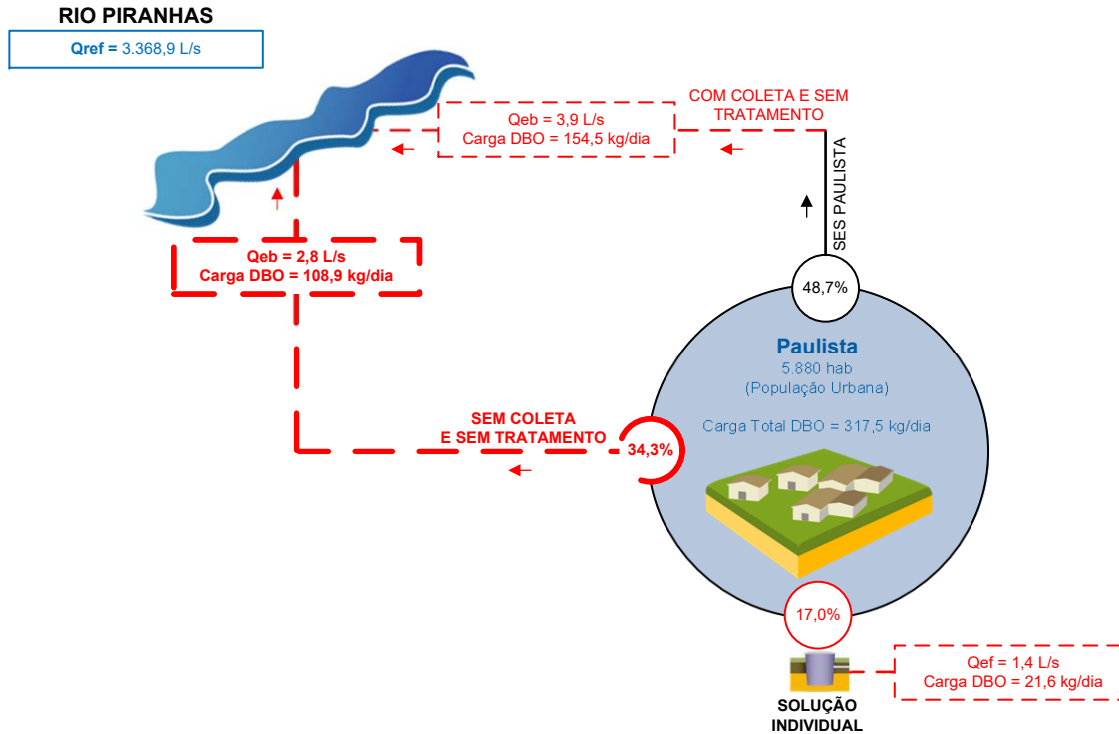 RIO PIRANHAS
Qref = 3.368,9 L/s
COM COLETA E SEM
TRATAMENTO
Qeb = 3,9 L/s
Carga DBO = 154,5 kg/dia
SES PAULISTA
Qeb = 2,8 L/s
Carga DBO = 108,9 kg/dia
48,7%
Paulista
5.880 hab
(População Urbana)
Carga Total DBO = 317,5 kg/dia
SEM COLETA
E SEM TRATAMENTO
34,3%
17,0%
Qef = 1,4 L/s
Carga DBO = 21,6 kg/dia
SOLUÇÃO
INDIVIDUAL